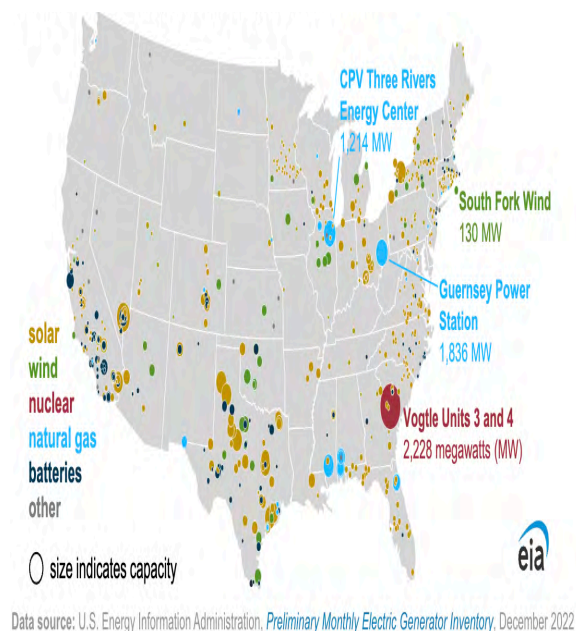 CPV Three Rivers
Energy Center
1,214 MW
South Fork Wind
130 MW
Guernsey Power
Station
1,836 MW
solar
wind
nuclear
natural gas
batteries
other
Vogtle Units 3 and 4
2,228 megawatts (MW)
size indicates capacity
eia
Data source: U.S. Energy Information Administration, Preliminary Monthly Electric Generator Inventory, December 2022